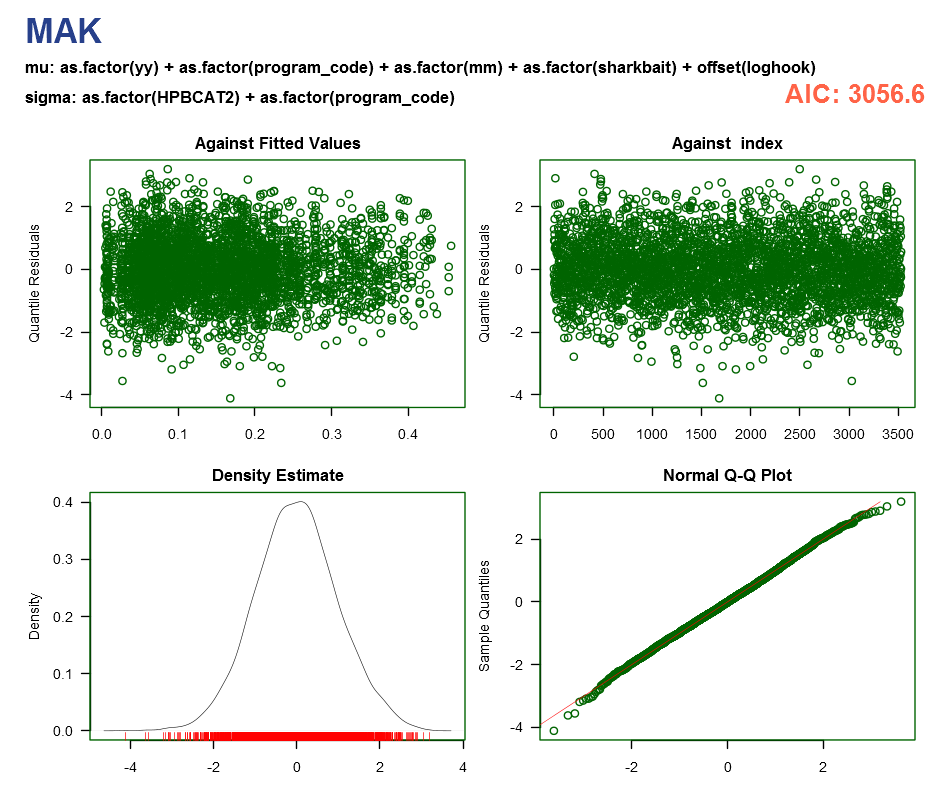 MAK
mu: as.factor(yy) + as.factor(program_code) + as.factor(mm) + as.factor(sharkbait) + offset(loghook)
sigma: as.factor(HPBCAT2) + as.factor(program_code)
AIC: 3056.6
Against Fitted Values
Quantile Residuals
2
0
-2
-4
0.0 0.1 0.2 0.3 0.4
Against  index
Quantile Residuals
2
0
-2
-4
0 500 1000 1500 2000 2500 3000 3500
Density Estimate
Density
0.4
0.3
0.2
0.1
0.0
-4 -2 0 2 4
Normal Q-Q Plot
Sample Quantiles
2
0
-2
-4
-2 0 2